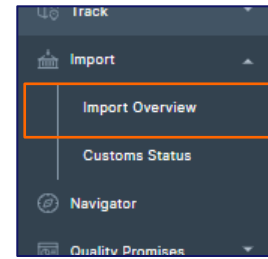 Track
Import
Import Overview
Customs Status
Navigator
Quality Promises